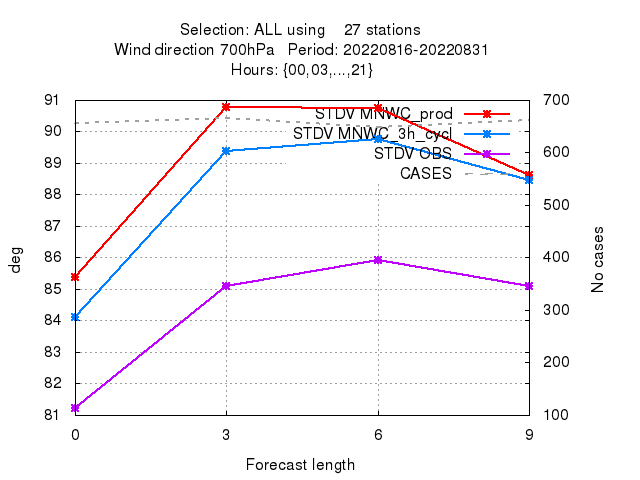 Selection: ALL using 27 stations
Wind direction 700hPa Period: 20220816-20220831
Hours: {00,03,...,21}
91 700
STDV MNWC_prod
90 600
STDV MNWC_3h_cycl
89
STDV OBS
88 500
CASES
87
86 400
deg
No cases
85 300
84
83 200
82
81 100
0 3 6 9
Forecast length